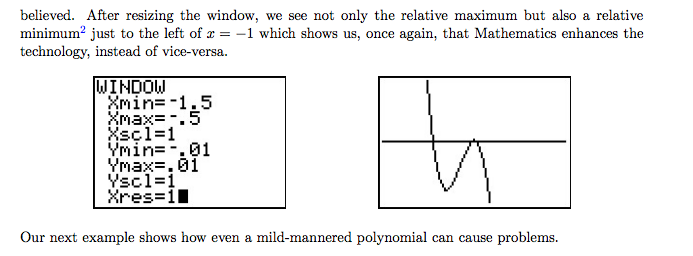 believed. After resizing the window, we see not only the relative maximum but also a relative
minimum² just to the left of x = −1 which shows us, once again, that Mathematics enhances the
technology, instead of vice-versa.
WINDOW
Xmin=-1.5
Xmax=-.5
Xscl=1
Ymin=-.01
Ymax=.01
Yscl=1
Xres=1
Our next example shows how even a mild-mannered polynomial can cause problems.